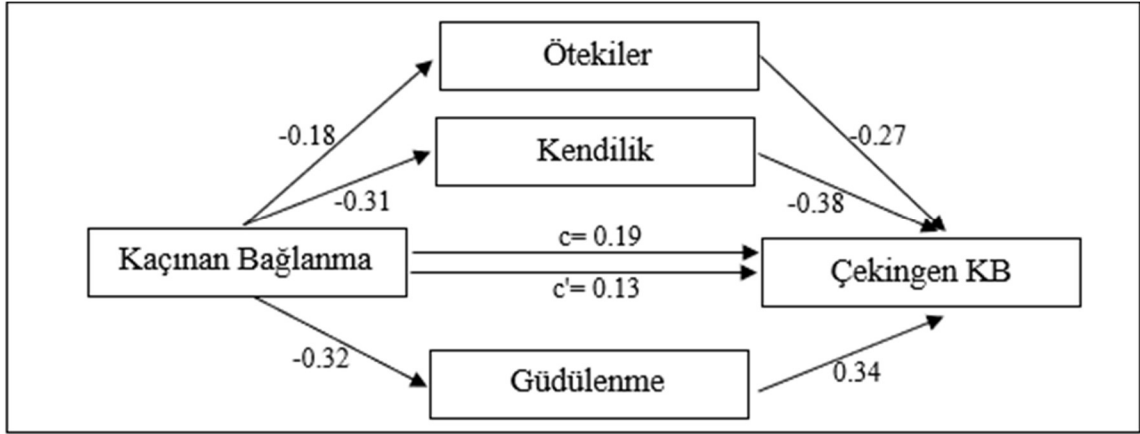 Ötekiler
-0.18
-0.27
Kendilik
-0.31
-0.38
Kaçınan Bağlanma
c= 0.19
c'= 0.13
Çekingen KB
-0.32
Güdülenme
0.34